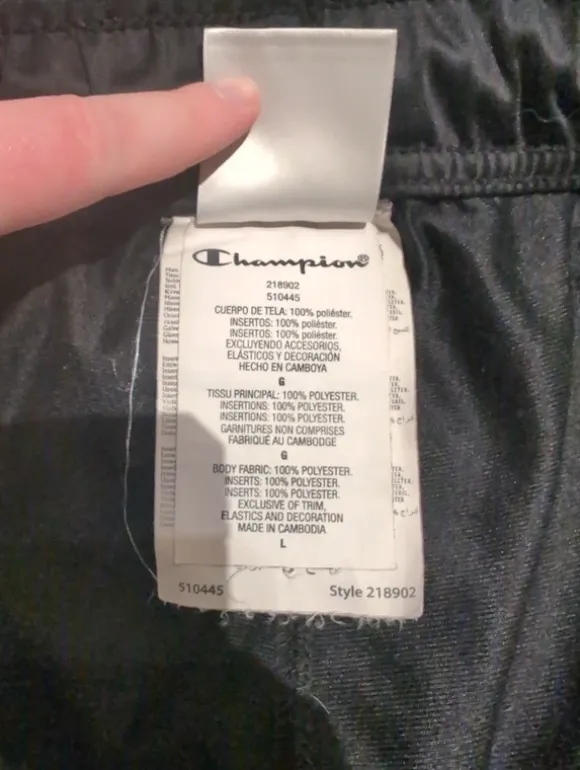 Champion®
218902
510445
CUERPO DE TELA: 100% poliéster.
INSERTOS: 100% poliéster.
INSERTOS: 100% poliéster.
EXCLUYENDO ACCESORIOS,
ELÁSTICOS Y DECORACIÓN
HECHO EN CAMBOYA
G
TISSU PRINCIPAL: 100% POLYESTER.
INSERTIONS: 100% POLYESTER.
INSERTIONS: 100% POLYESTER.
GARNITURES NON COMPRISES
FABRIQUÉ AU CAMBODGE
G
BODY FABRIC: 100% POLYESTER.
INSERTS: 100% POLYESTER.
INSERTS: 100% POLYESTER.
EXCLUSIVE OF TRIM,
ELASTICS AND DECORATION
MADE IN CAMBODIA
L
510445 Style 218902